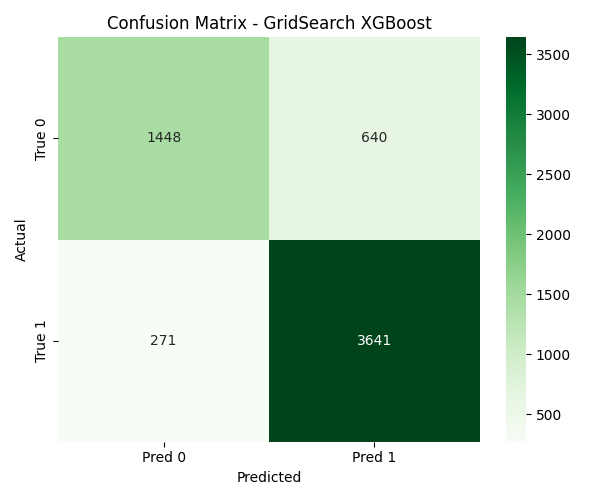 Confusion Matrix - GridSearch XGBoost
Actual
True 0
1448
640
True 1
271
3641
Pred 0
Pred 1
Predicted
3500
3000
2500
2000
1500
1000
500